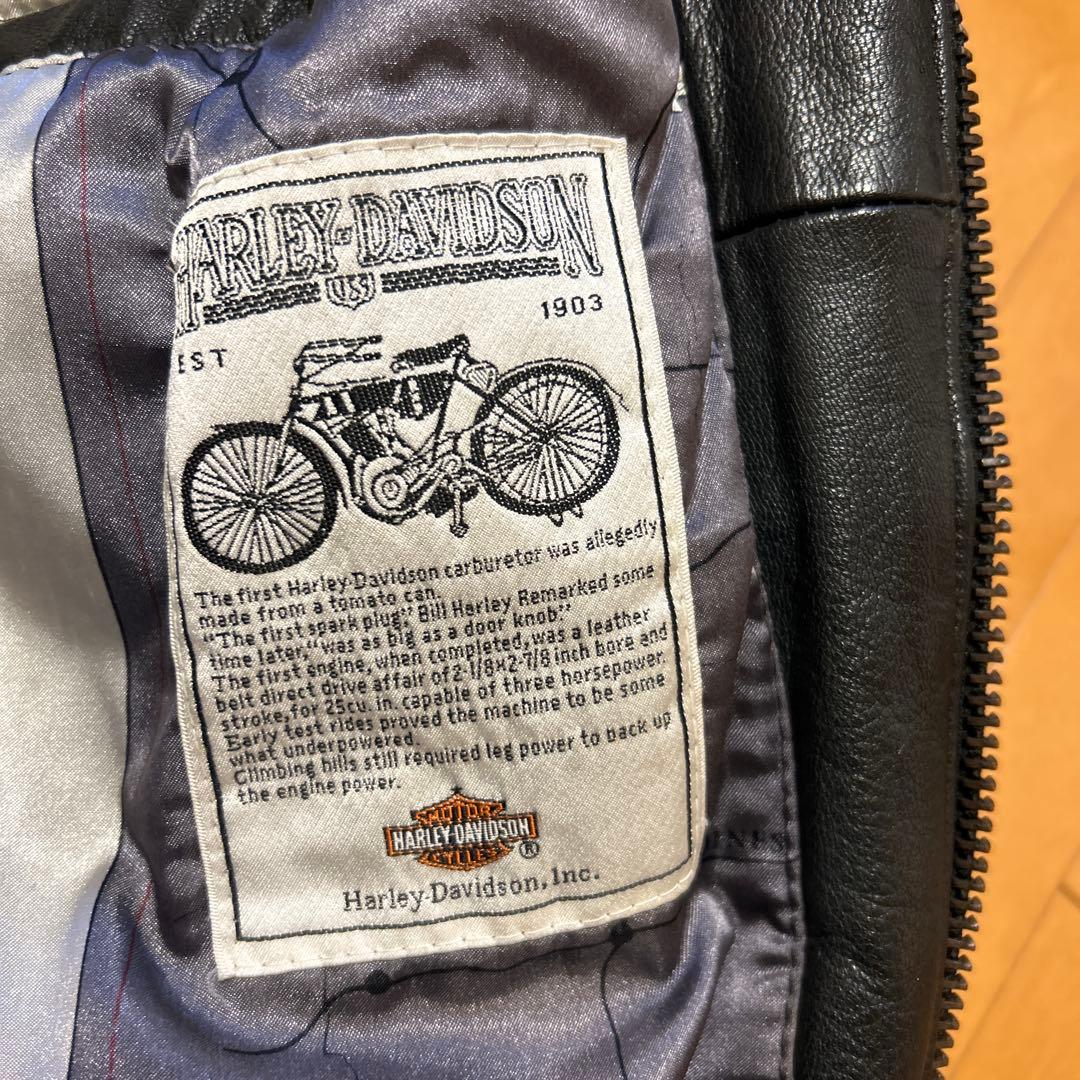 HARLEY-DAVIDSON
USA
EST 1903
The first Harley-Davidson carburetor was allegedly
made from a tomato can.
"The first spark plug", Bill Harley Remarked some
time later, "was as big as a door knob."
The first engine, when completed, was a leather
belt direct drive affair of 2-1/8×2-7/8 inch bore and
stroke, for 25cu. in. capable of three horsepower.
Early test rides proved the machine to be some
what underpowered.
Climbing hills still required leg power to back up
the engine power.
MOTOR
HARLEY-DAVIDSON
CYCLES
®
Harley-Davidson, Inc.